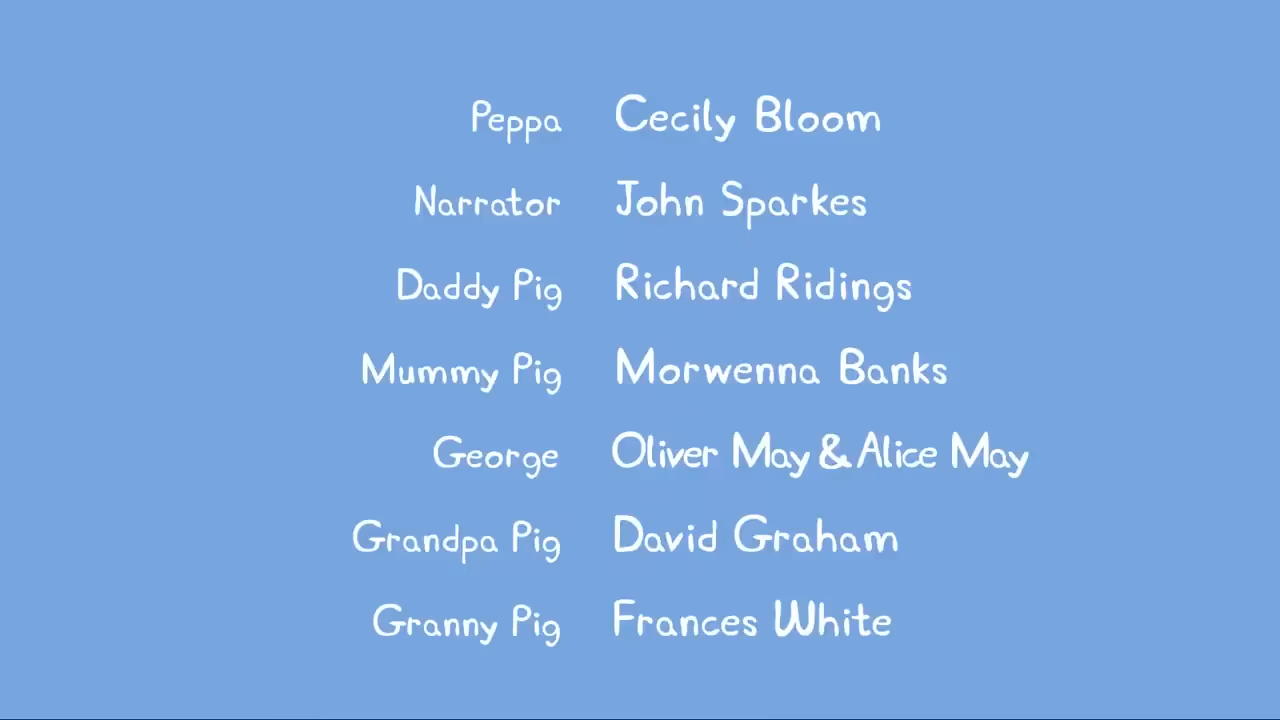 Peppa Cecily Bloom
Narrator John Sparkes
Daddy Pig Richard Ridings
Mummy Pig Morwenna Banks
George Oliver May & Alice May
Grandpa Pig David Graham
Granny Pig Frances White